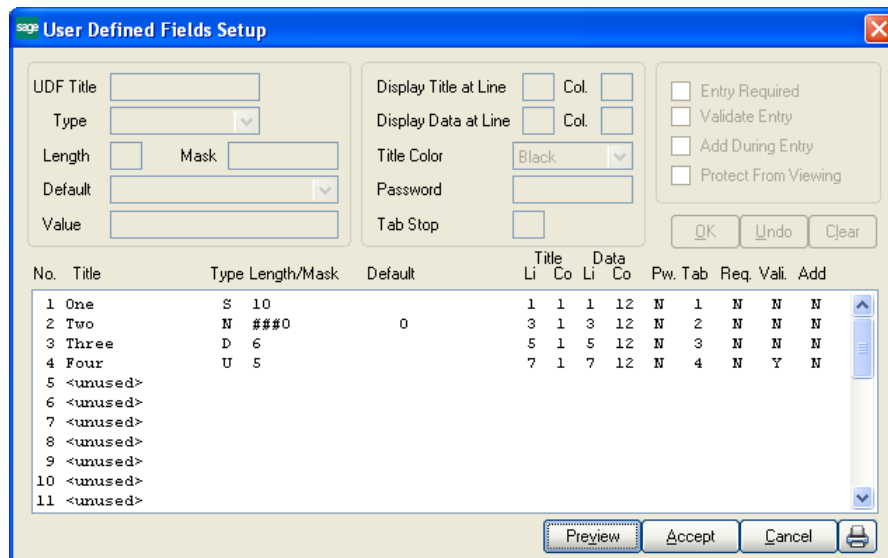 sage User Defined Fields Setup
UDF Title
Type
Length Mask
Default
Value
Display Title at Line Col.
Display Data at Line Col.
Title Color Black
Password
Tab Stop
Entry Required
Validate Entry
Add During Entry
Protect From Viewing
OK Undo Clear
Title Data
No. Title Type Length/Mask Default Li Co Li Co Pw. Tab Req. Vali. Add
1 One S 10 1 1 1 12 N 1 N N N
2 Two N ###0 0 3 1 3 12 N 2 N N N
3 Three D 6 5 1 5 12 N 3 N N N
4 Four U 5 7 1 7 12 N 4 N Y N
5 <unused>
6 <unused>
7 <unused>
8 <unused>
9 <unused>
10 <unused>
11 <unused>
Preview Accept Cancel